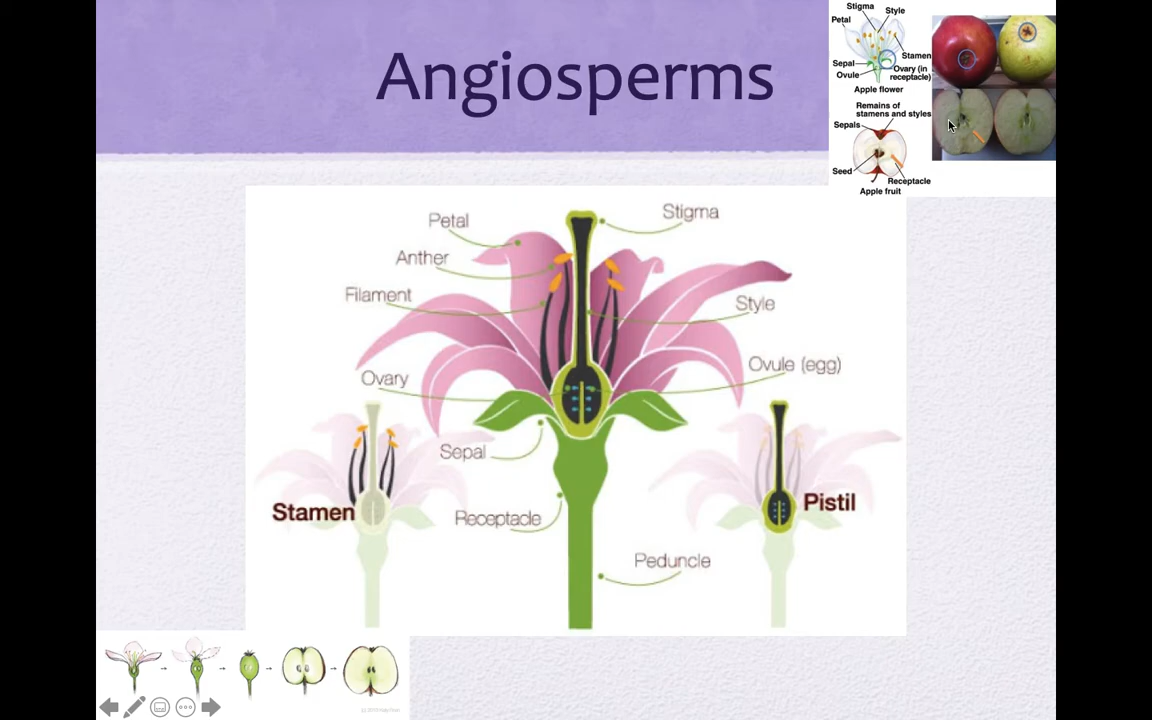 Angiosperms
Stigma
Style
Petal
Stamen
Sepal
Ovary (in
receptacle)
Ovule
Apple flower
Remains of
stamens and styles
Sepals
Seed
Receptacle
Apple fruit
Petal
Stigma
Anther
Filament
Style
Ovule (egg)
Ovary
Sepal
Stamen
Pistil
Receptacle
Peduncle